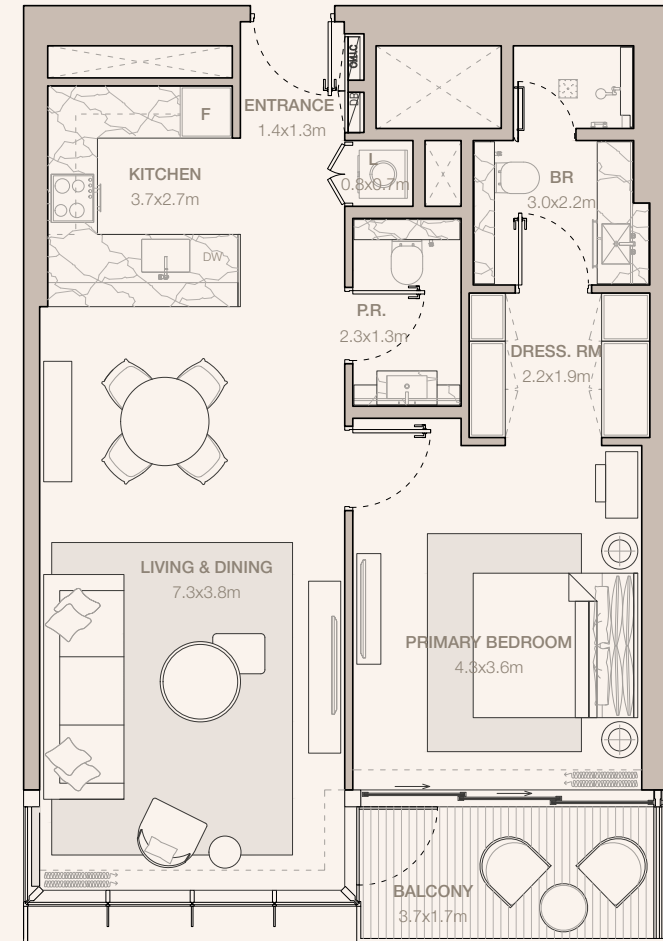 F
ENTRANCE
1.4x1.3m
DB
KITCHEN
3.7x2.7m
L
0.8x0.7m
BR
3.0x2.2m
DW
P.R.
2.3x1.3m
DRESS. RM
2.2x1.9m
LIVING & DINING
7.3x3.8m
PRIMARY BEDROOM
4.3x3.6m
BALCONY
3.7x1.7m